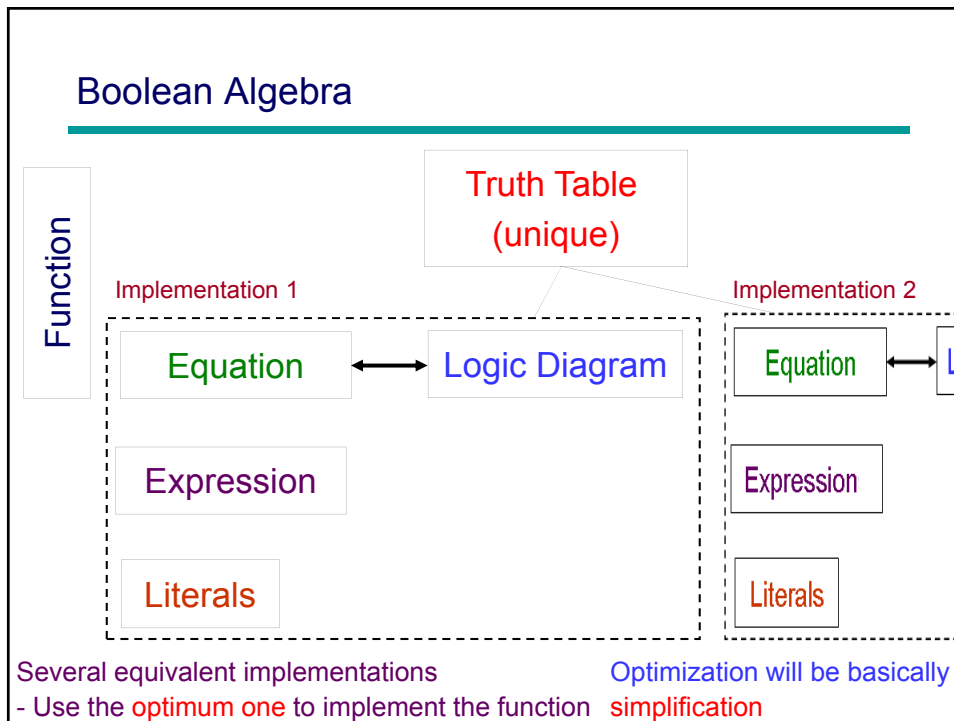 Boolean Algebra
Function
Truth Table
(unique)
Implementation 1
Equation
Logic Diagram
Expression
Literals
Implementation 2
Equation
L
Expression
Literals
Several equivalent implementations
- Use the optimum one to implement the function
Optimization will be basically
simplification